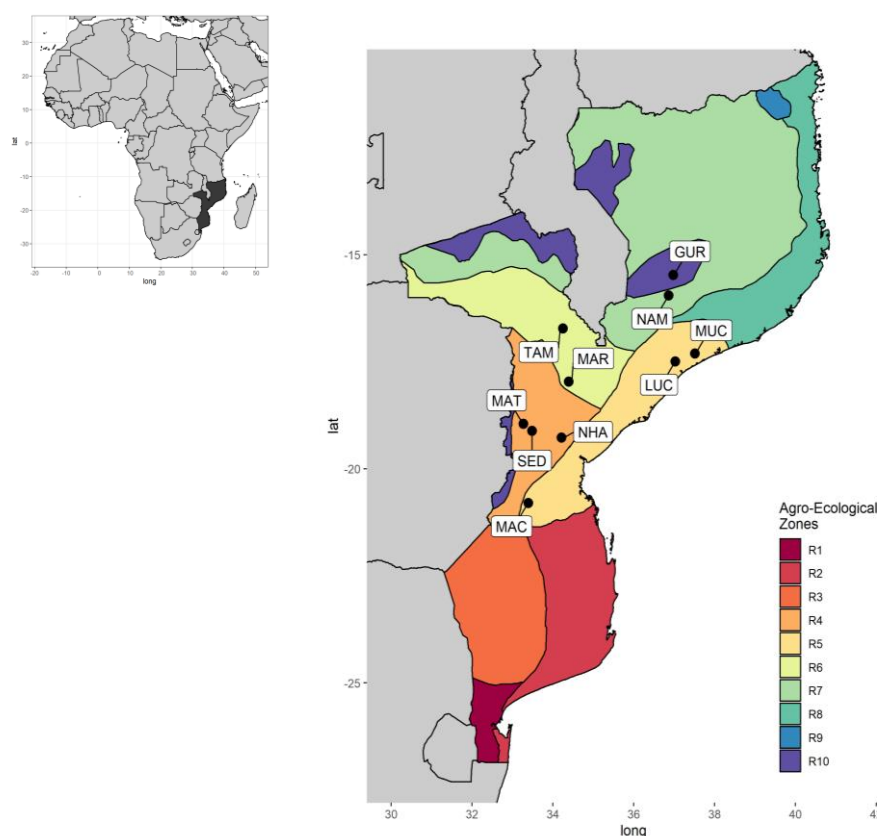 30
20
10
0
-10
-20
-30
lat
-20
-10
0
10
20
30
40
50
long
-15
-20
-25
lat
GUR
NAM
MUC
TAM
MAR
LUC
MAT
NHA
SED
MAC
Agro-Ecological
Zones
R1
R2
R3
R4
R5
R6
R7
R8
R9
R10
30
32
34
36
38
40
long